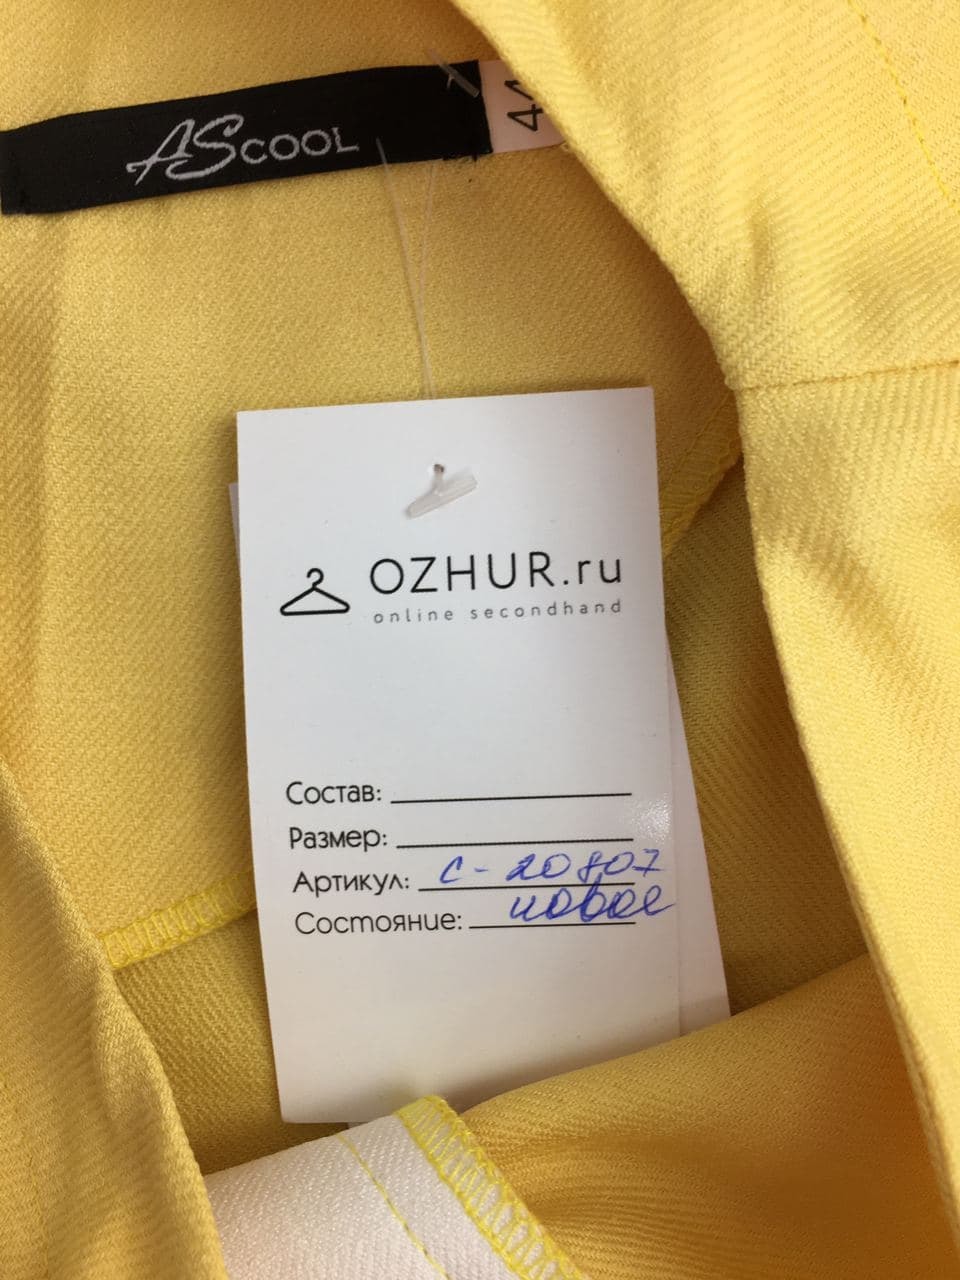 AScool
44
OZHUR.ru
online secondhand
Состав:
Размер:
Артикул: С-20807
Состояние: новое